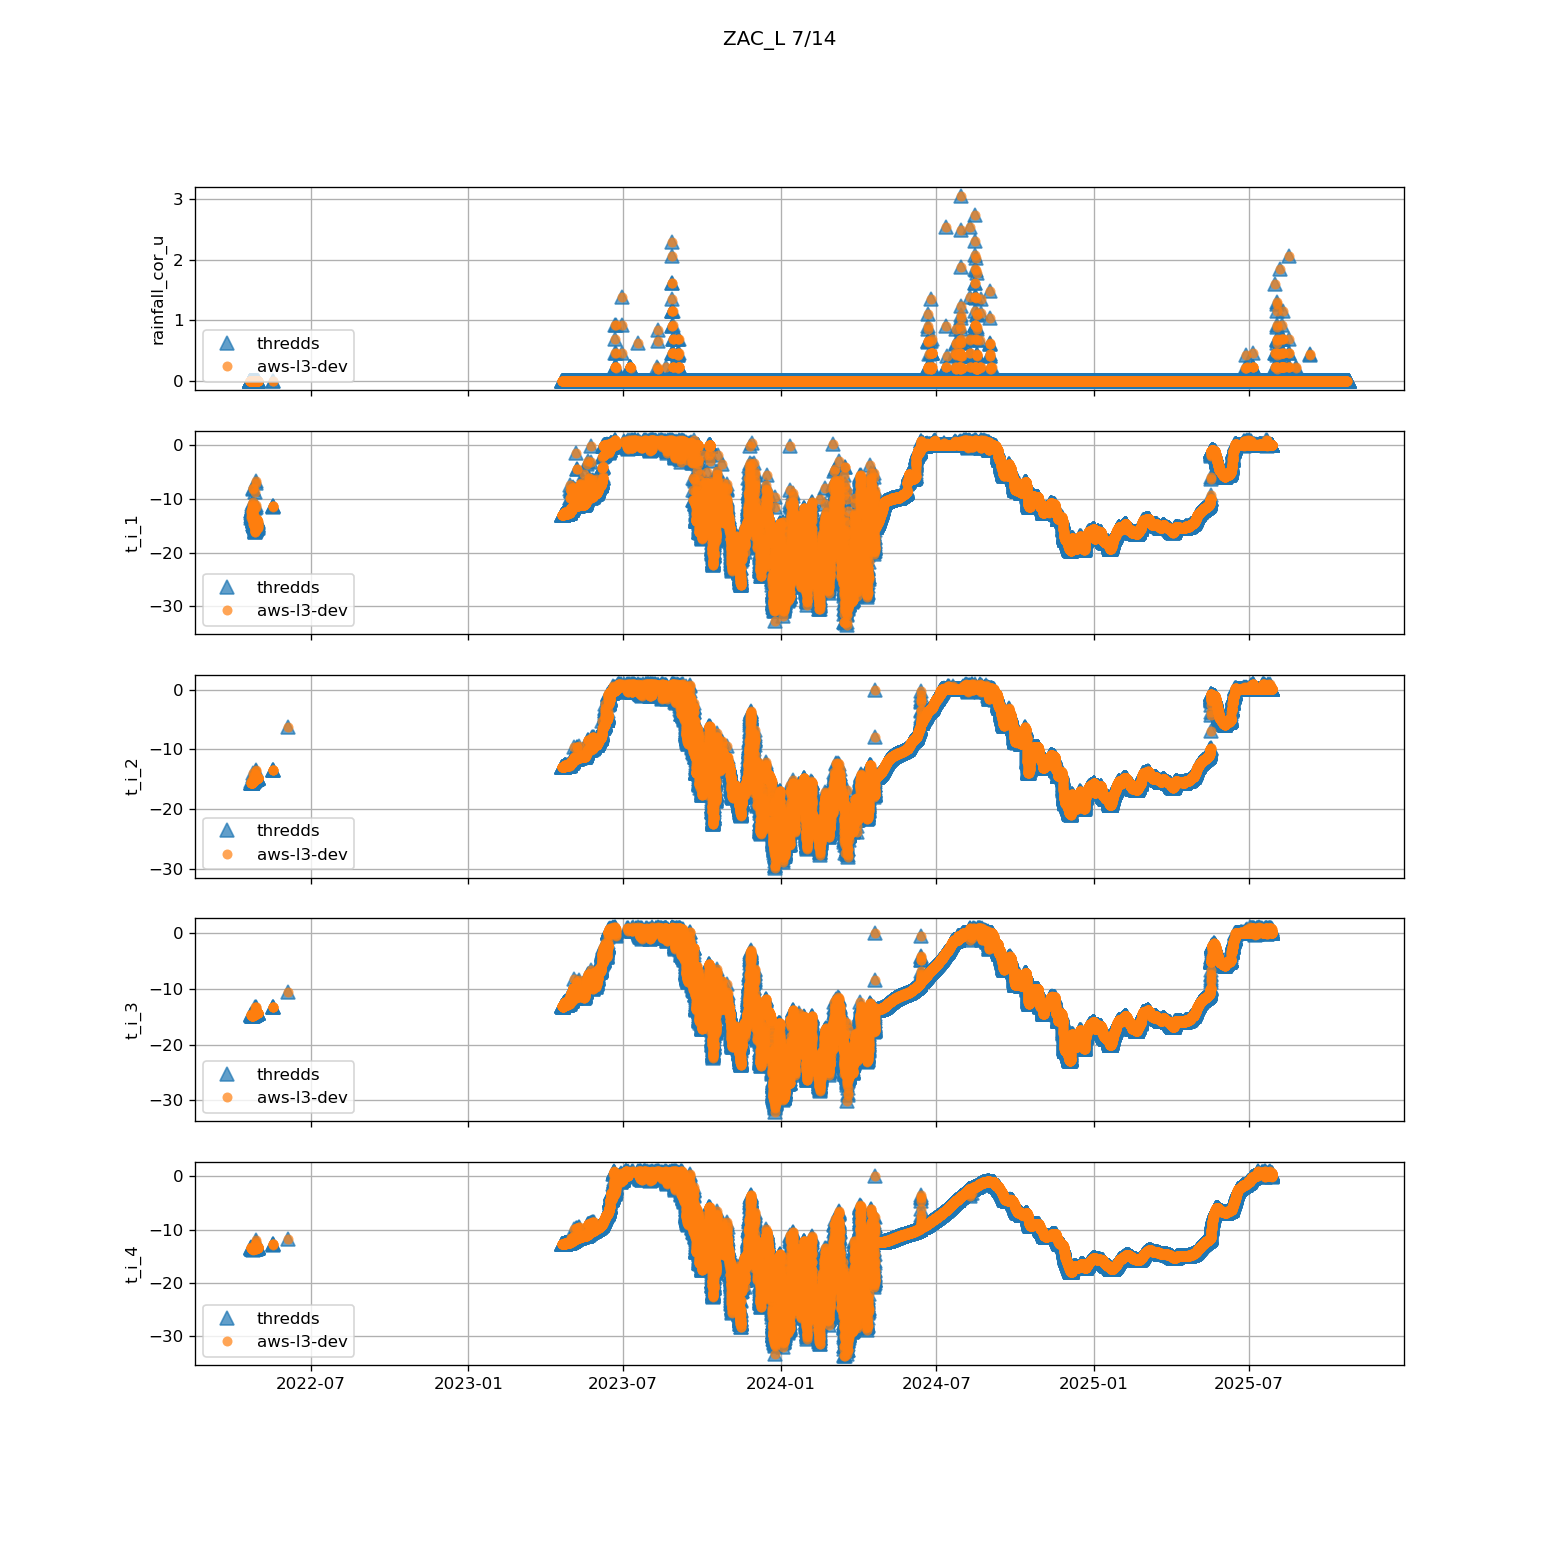 ZAC_L 7/14
rainfall_cor_u
3
2
1
0
thredds
aws-l3-dev
t_i_1
0
−10
−20
−30
thredds
aws-l3-dev
t_i_2
0
−10
−20
−30
thredds
aws-l3-dev
t_i_3
0
−10
−20
−30
thredds
aws-l3-dev
t_i_4
0
−10
−20
−30
thredds
aws-l3-dev
2022-07 2023-01 2023-07 2024-01 2024-07 2025-01 2025-07